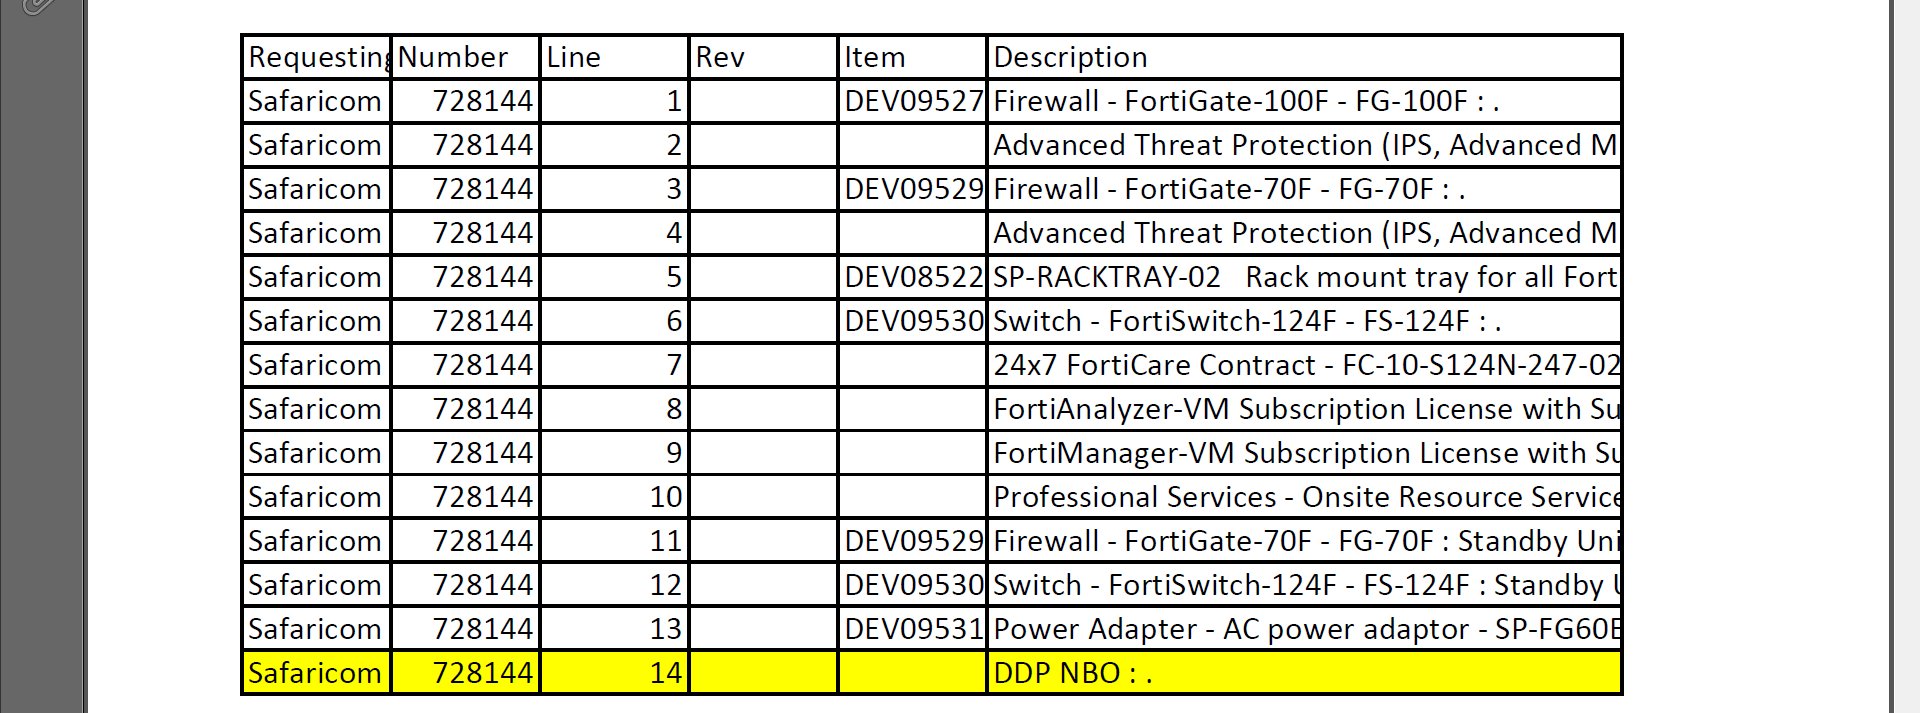 Requesting Number Line Rev Item Description
Safaricom 728144 1 DEV09527 Firewall - FortiGate-100F - FG-100F : .
Safaricom 728144 2 Advanced Threat Protection (IPS, Advanced M
Safaricom 728144 3 DEV09529 Firewall - FortiGate-70F - FG-70F : .
Safaricom 728144 4 Advanced Threat Protection (IPS, Advanced M
Safaricom 728144 5 DEV08522 SP-RACKTRAY-02 Rack mount tray for all Fort
Safaricom 728144 6 DEV09530 Switch - FortiSwitch-124F - FS-124F : .
Safaricom 728144 7 24x7 FortiCare Contract - FC-10-S124N-247-02
Safaricom 728144 8 FortiAnalyzer-VM Subscription License with Su
Safaricom 728144 9 FortiManager-VM Subscription License with Su
Safaricom 728144 10 Professional Services - Onsite Resource Service
Safaricom 728144 11 DEV09529 Firewall - FortiGate-70F - FG-70F : Standby Uni
Safaricom 728144 12 DEV09530 Switch - FortiSwitch-124F - FS-124F : Standby
Safaricom 728144 13 DEV09531 Power Adapter - AC power adaptor - SP-FG60E
Safaricom 728144 14 DDP NBO : .